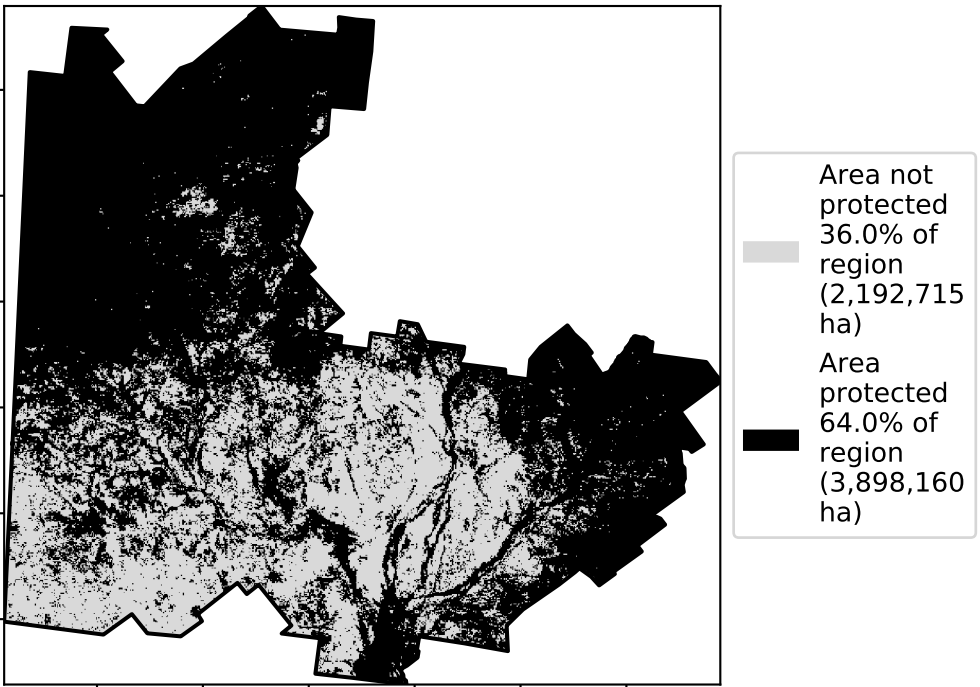 Area not
protected
36.0% of
region
(2,192,715
ha)
Area
protected
64.0% of
region
(3,898,160
ha)